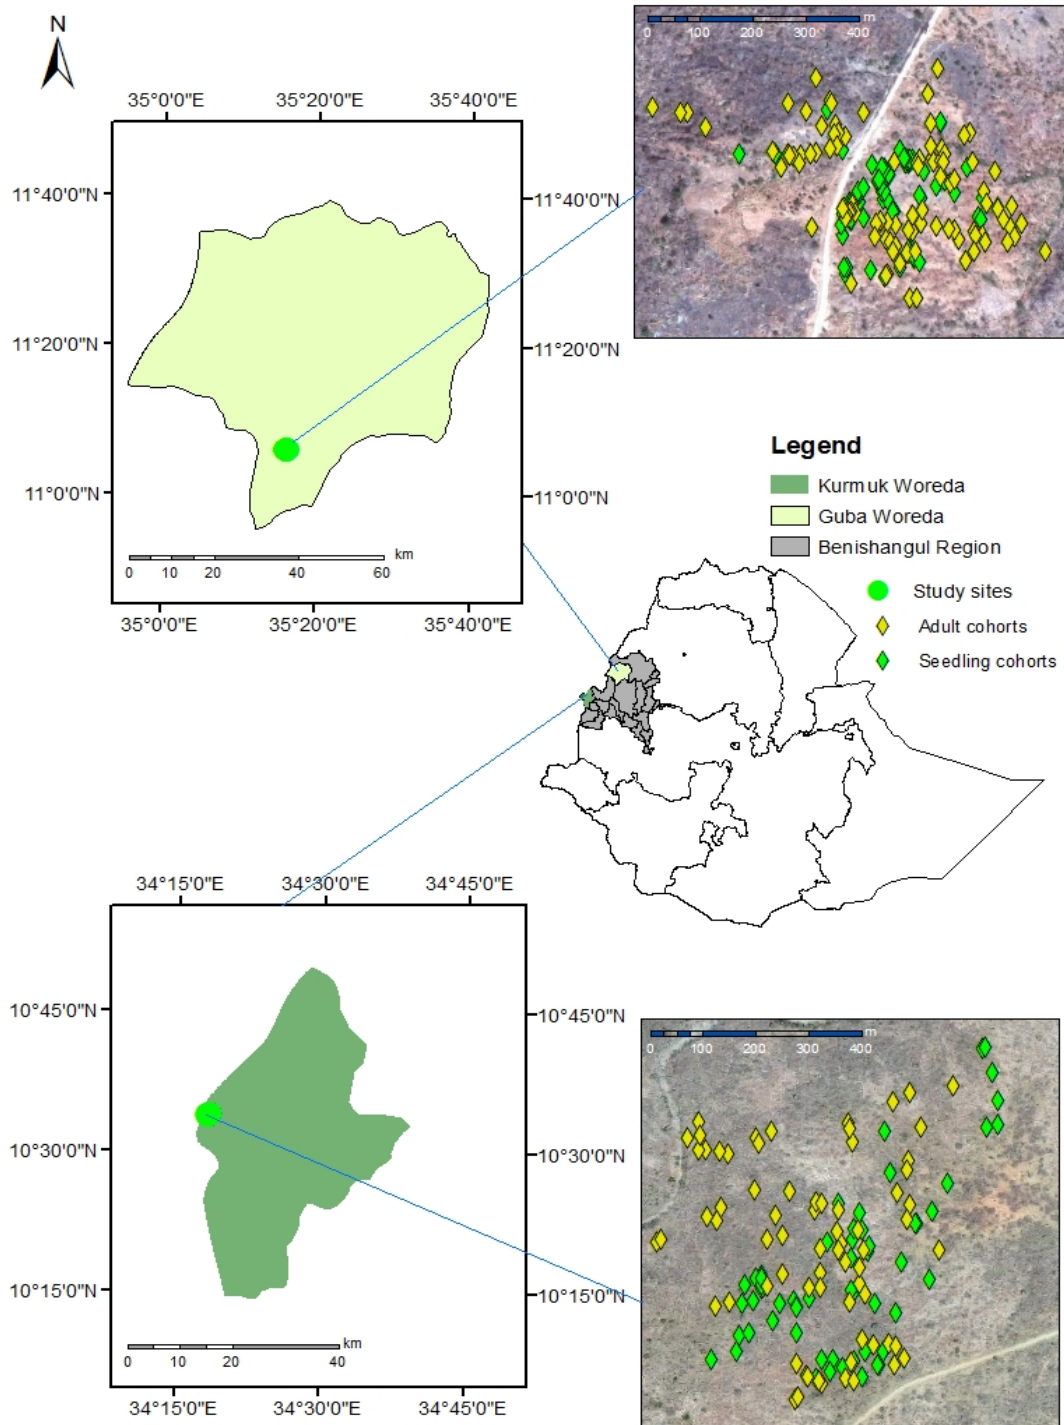 N
0 100 200 300 400 m
35°0'0"E 35°20'0"E 35°40'0"E
11°40'0"N 11°40'0"N
11°20'0"N 11°20'0"N
11°0'0"N 11°0'0"N
km
0 10 20 40 60
35°0'0"E 35°20'0"E 35°40'0"E
Legend
Kurmuk Woreda
Guba Woreda
Benishangul Region
Study sites
Adult cohorts
Seedling cohorts
34°15'0"E 34°30'0"E 34°45'0"E
10°45'0"N 10°45'0"N
10°30'0"N 10°30'0"N
10°15'0"N 10°15'0"N
km
0 10 20 40
34°15'0"E 34°30'0"E 34°45'0"E
m
0 100 200 300 400